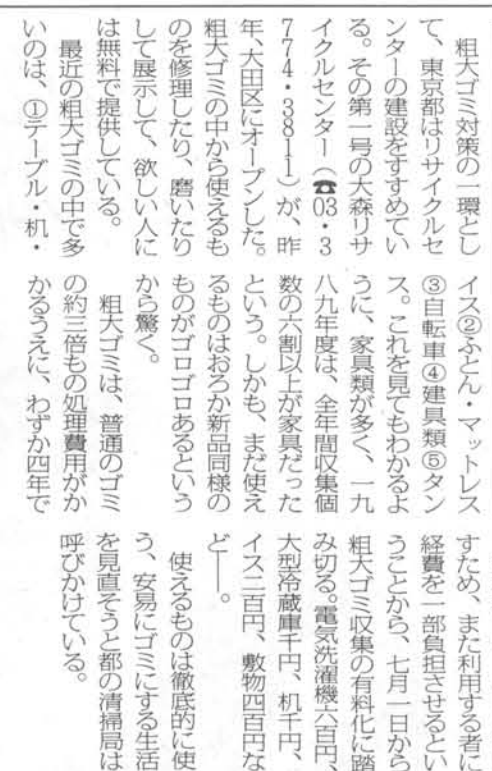 粗大ゴミ対策の一環とし
て、東京都はリサイクルセ
ンターの建設をすすめてい
る。その第一号の大森リサ
イクルセンター(☎03・3
774・3811)が、昨
年、大田区にオープンした。
粗大ゴミの中から使えるも
のを修理したり、磨いたり
して展示して、欲しい人に
は無料で提供している。
最近の粗大ゴミの中で多
いのは、①テーブル・机・
イス②ふとん・マットレス
③自転車④建具類⑤タン
ス。これを見てもわかるよ
うに、家具類が多く、一九
八九年度は、全年間収集個
数の六割以上が家具だった
という。しかも、まだ使え
るものはおろか新品同様の
ものがゴロゴロあるという
から驚く。
粗大ゴミは、普通のゴミ
の約三倍もの処理費用がか
かるうえに、わずか四年で
すため、また利用する者に
経費を一部負担させるとい
うことから、七月一日から
粗大ゴミ収集の有料化に踏
み切る。電気洗濯機六百円、
大型冷蔵庫千円、机千円、
イス二百円、敷物四百円な
ど――。
使えるものは徹底的に使
う、安易にゴミにする生活
を見直そうと都の清掃局は
呼びかけている。